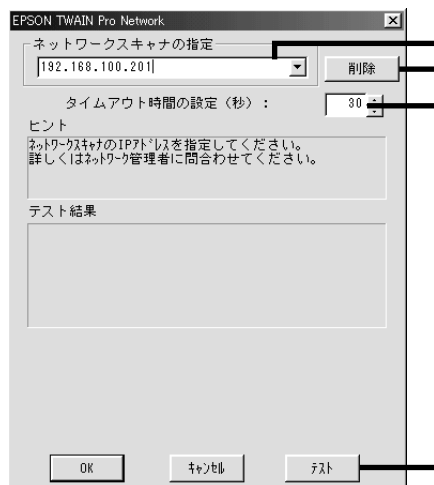 EPSON TWAIN Pro Network
ネットワークスキャナの指定
192.168.100.201
削除
タイムアウト時間の設定（秒）：
30
ヒント
ﾈｯﾄﾜｰｸｽｷｬﾅのIPｱﾄﾞﾚｽを指定してください。
詳しくはﾈｯﾄﾜｰｸ管理者に問合わせてください。
テスト結果
OK
ｷｬﾝｾﾙ
ﾃｽﾄ